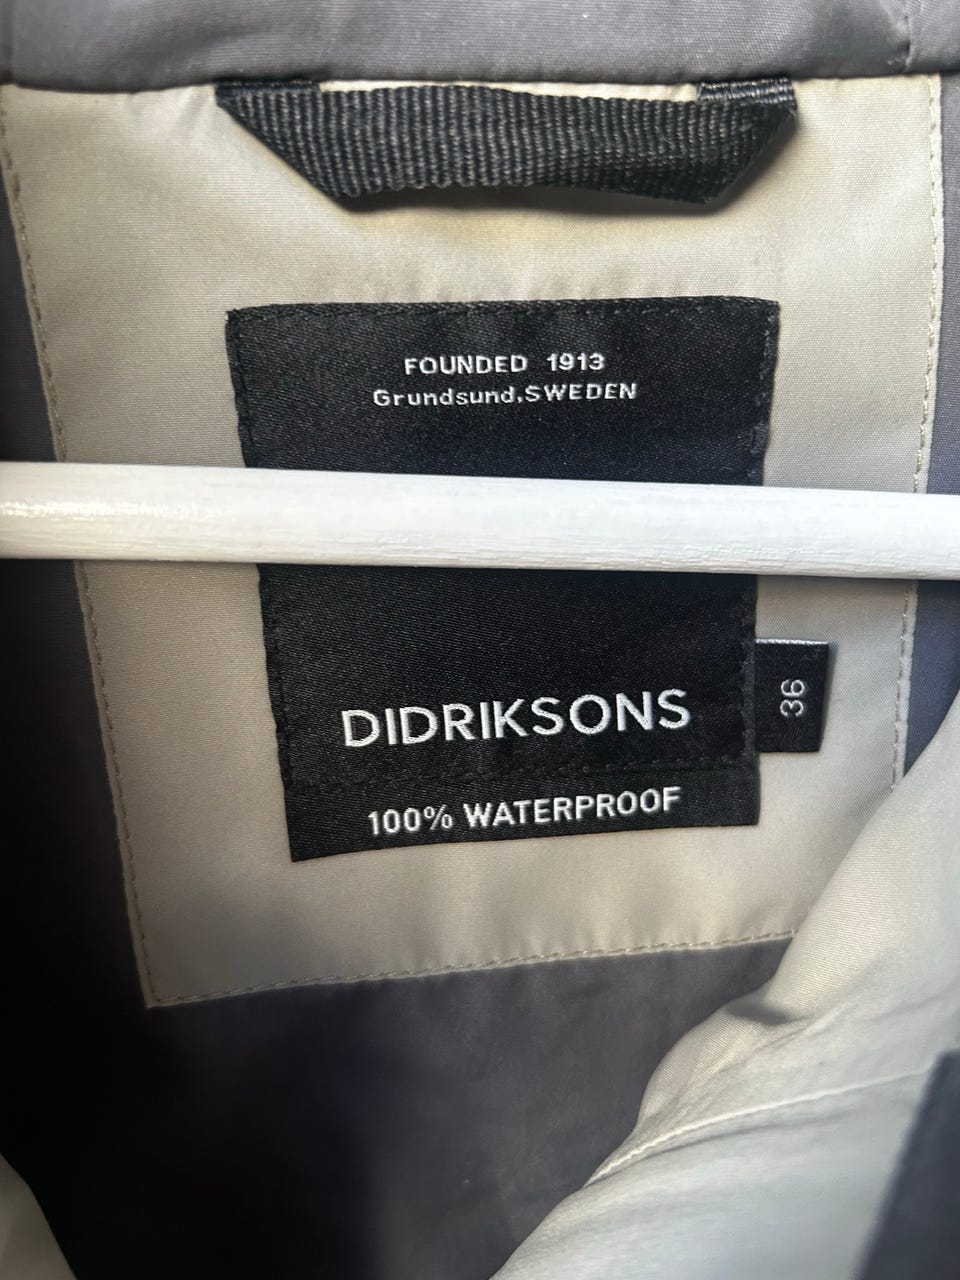 FOUNDED 1913
Grundsund.SWEDEN
DIDRIKSONS
36
100% WATERPROOF